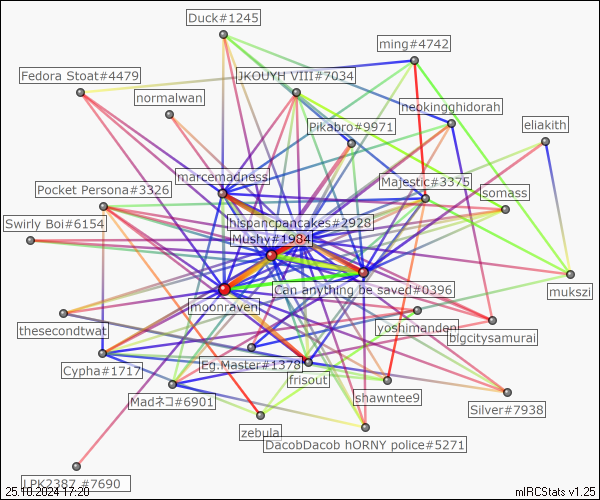 Duck#1245
ming#4742
Fedora Stoat#4479
JKOUYH VIII#7034
normalwan
neokingghidorah
Pikabro#9971
eliakith
marcemadness
Majestic#3375
Pocket Persona#3326
somass
Swirly Boi#6154
hispancpancakes#2928
Mushy#1984
Can anything be saved#0396
mukszi
moonraven
thesecondtwat
yoshimanden
bigcitysamurai
Eg.Master#1378
Cypha#1717
frisout
Madネコ#6901
shawntee9
Silver#7938
zebula
DacobDacob hORNY police#5271
LPK2387 #7690
25.10.2024 17:20
mIRCStats v1.25